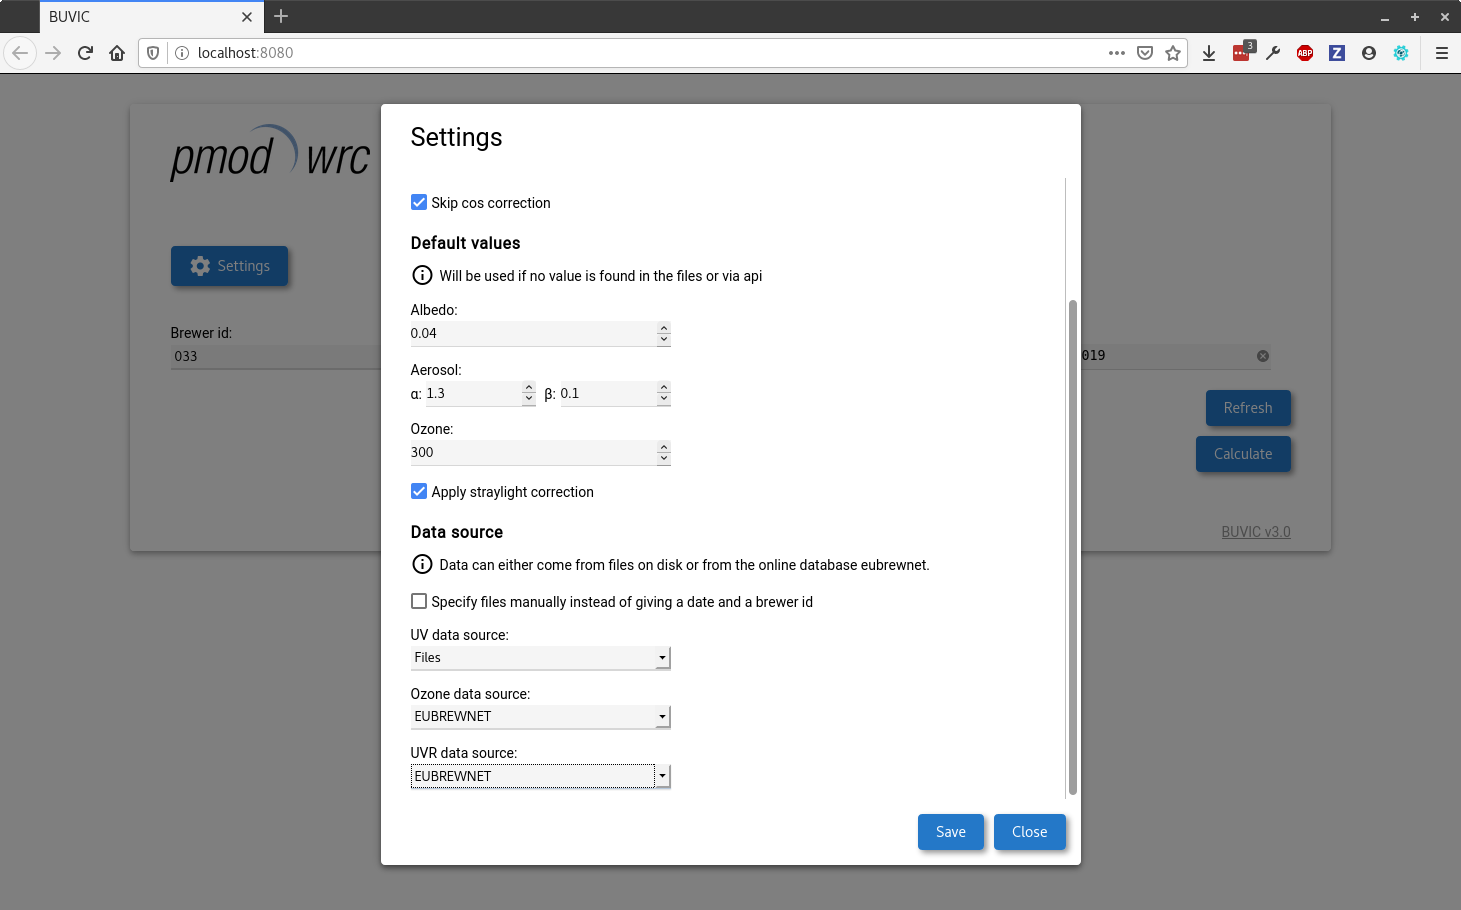 BUVIC
localhost:8080
3
ABP
Z
pmod wrc
Settings
Brewer id:
033
019
Refresh
Calculate
BUVIC v3.0
Settings
Skip cos correction
Default values
Will be used if no value is found in the files or via api
Albedo:
0.04
Aerosol:
α: 1.3 β: 0.1
Ozone:
300
Apply straylight correction
Data source
Data can either come from files on disk or from the online database eubrewnet.
Specify files manually instead of giving a date and a brewer id
UV data source:
Files
Ozone data source:
EUBREWNET
UVR data source:
EUBREWNET
Save Close